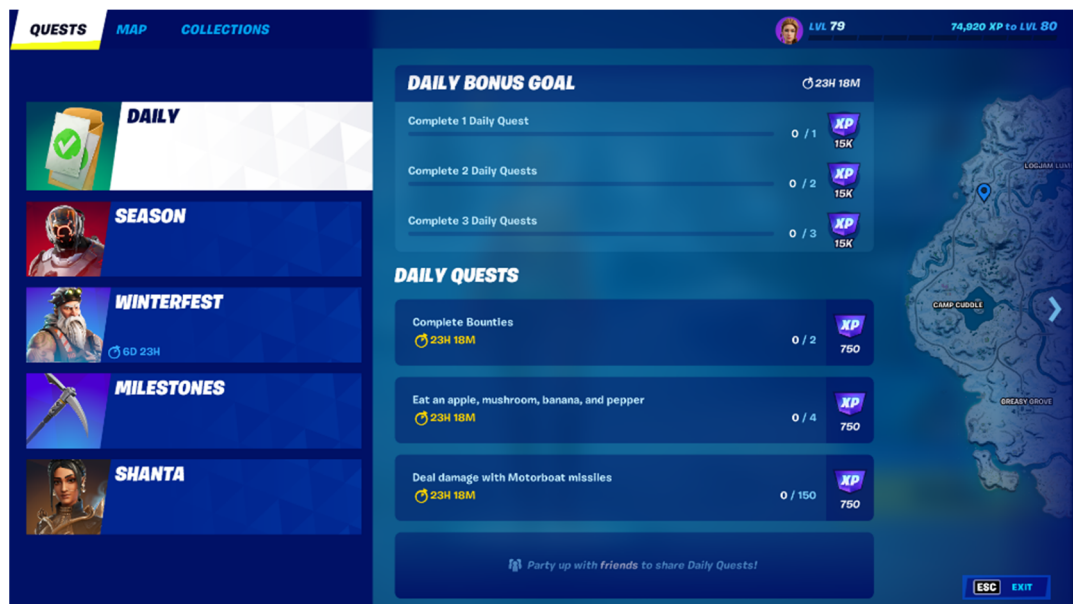 QUESTS MAP COLLECTIONS
LVL 79
74,920 XP to LVL 80
DAILY
SEASON
WINTERFEST
6D 23H
MILESTONES
SHANTA
DAILY BONUS GOAL
23H 18M
Complete 1 Daily Quest
0 / 1
XP
15K
Complete 2 Daily Quests
0 / 2
XP
15K
Complete 3 Daily Quests
0 / 3
XP
15K
DAILY QUESTS
Complete Bounties
23H 18M
0 / 2
XP
750
Eat an apple, mushroom, banana, and pepper
23H 18M
0 / 4
XP
750
Deal damage with Motorboat missiles
23H 18M
0 / 150
XP
750
Party up with friends to share Daily Quests!
LOGJAM
CAMP CUDDLE
GREASY GROVE
ESC EXIT